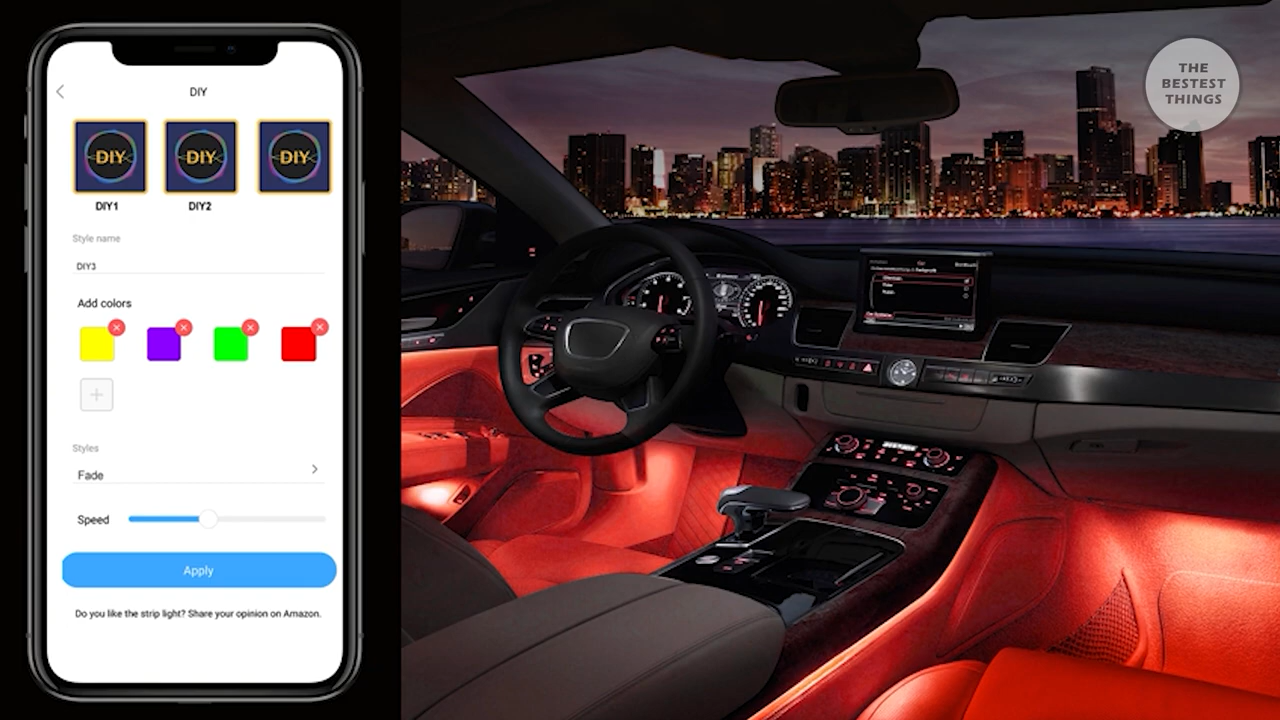 DIY
DIY
DIY
DIY
DIY1
DIY2
Style name
DIY3
Add colors
Styles
Fade
Speed
Apply
Do you like the strip light? Share your opinion on Amazon.
THE
BESTEST
THINGS